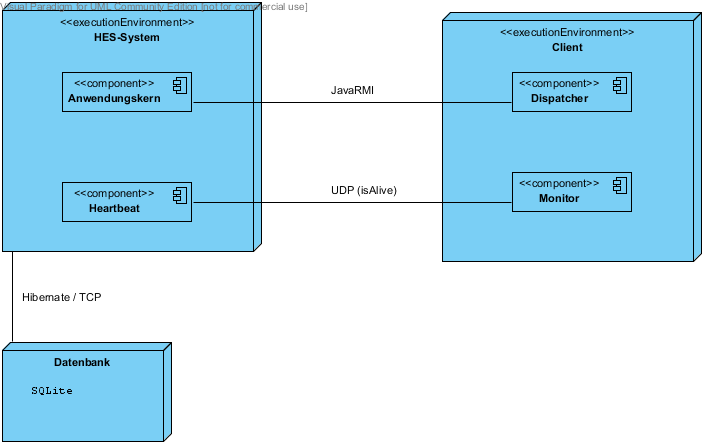 Visual Paradigm for UML Community Edition [not for commercial use]
<<executionEnvironment>>
HES-System
<<component>>
Anwendungskern
<<component>>
Heartbeat
JavaRMI
UDP (isAlive)
<<executionEnvironment>>
Client
<<component>>
Dispatcher
<<component>>
Monitor
Hibernate / TCP
Datenbank
SQLite